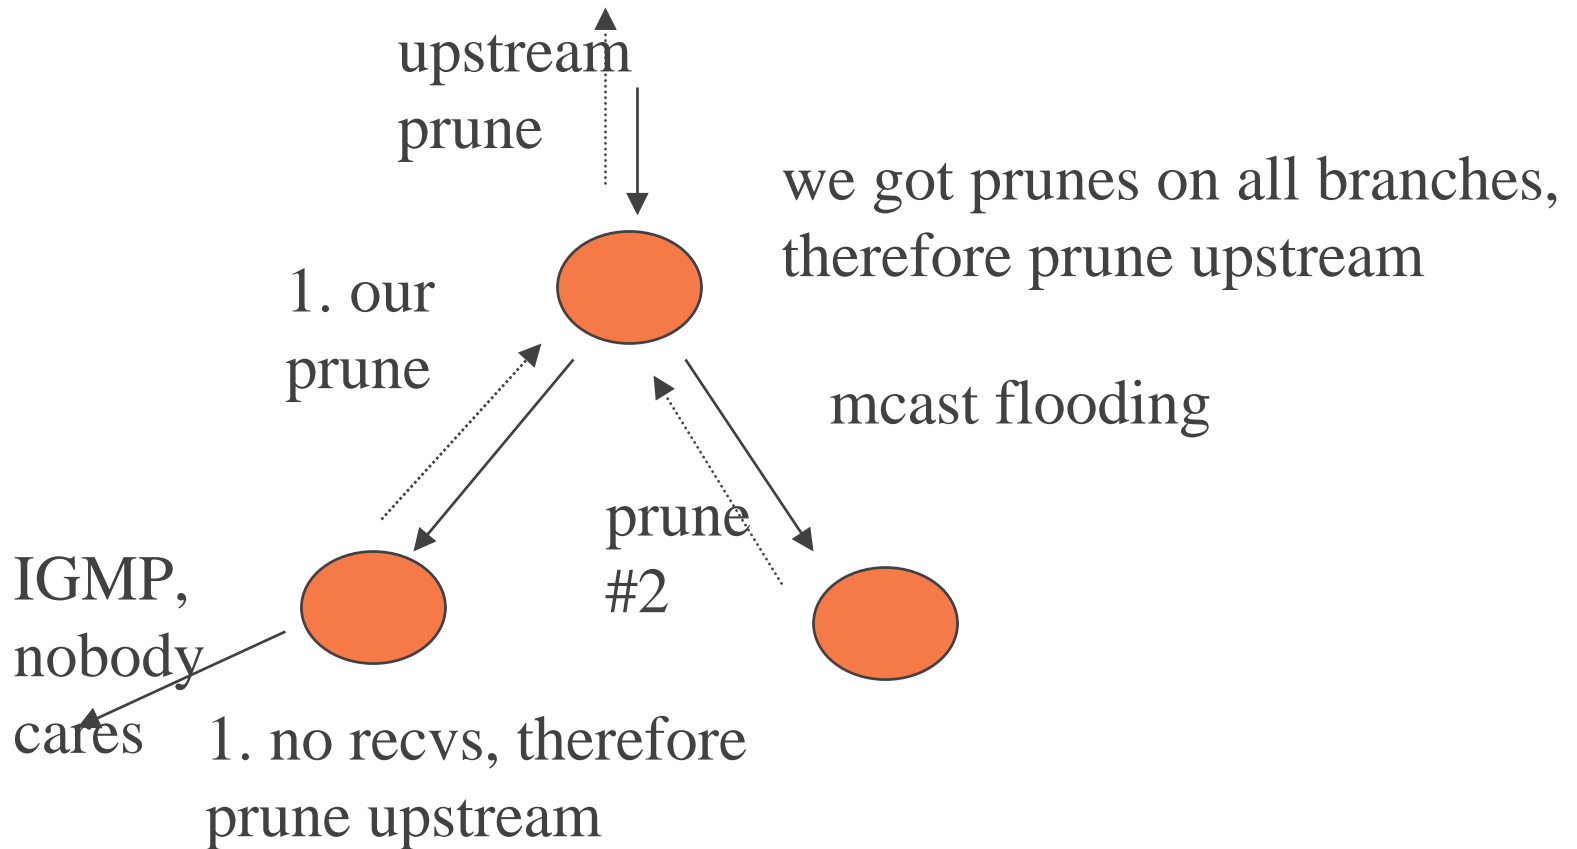 upstream
prune
we got prunes on all branches,
therefore prune upstream
1. our
prune
mcast flooding
prune
#2
IGMP,
nobody
cares
1. no recvs, therefore
prune upstream